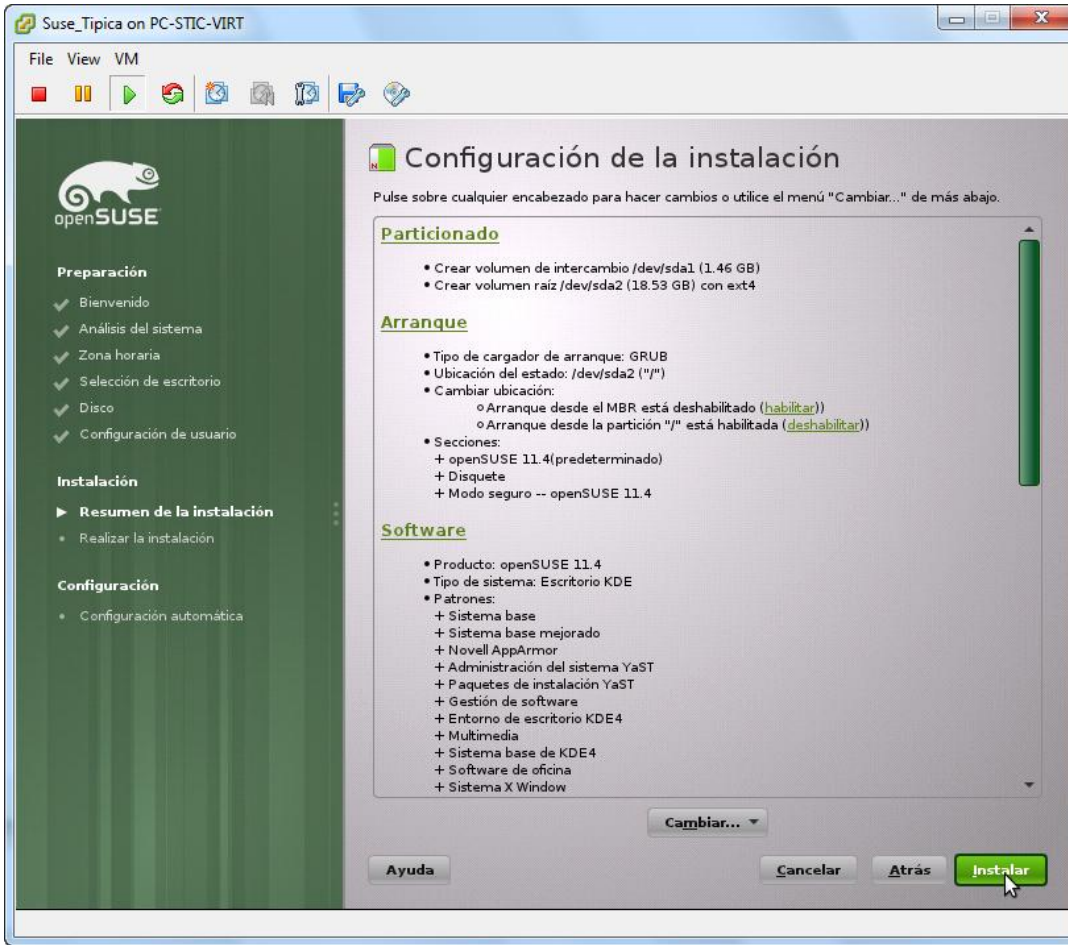 Suse_Tipica on PC-STIC-VIRT
File View VM
openSUSE
Preparación
Bienvenido
Análisis del sistema
Zona horaria
Selección de escritorio
Disco
Configuración de usuario
Instalación
Resumen de la instalación
Realizar la instalación
Configuración
Configuración automática
Configuración de la instalación
Pulse sobre cualquier encabezado para hacer cambios o utilice el menú "Cambiar..." de más abajo.
Particionado
• Crear volumen de intercambio /dev/sda1 (1.46 GB)
• Crear volumen raíz /dev/sda2 (18.53 GB) con ext4
Arranque
• Tipo de cargador de arranque: GRUB
• Ubicación del estado: /dev/sda2 ("/")
• Cambiar ubicación:
Arranque desde el MBR está deshabilitado (habilitar))
Arranque desde la partición "/" está habilitada (deshabilitar))
• Secciones:
+ openSUSE 11.4(predeterminado)
+ Disquete
+ Modo seguro -- openSUSE 11.4
Software
• Producto: openSUSE 11.4
• Tipo de sistema: Escritorio KDE
• Patrones:
+ Sistema base
+ Sistema base mejorado
+ Novell AppArmor
+ Administración del sistema YaST
+ Paquetes de instalación YaST
+ Gestión de software
+ Entorno de escritorio KDE4
+ Multimedia
+ Sistema base de KDE4
+ Software de oficina
+ Sistema X Window
Cambiar...
Ayuda
Cancelar
Atrás
Instalar